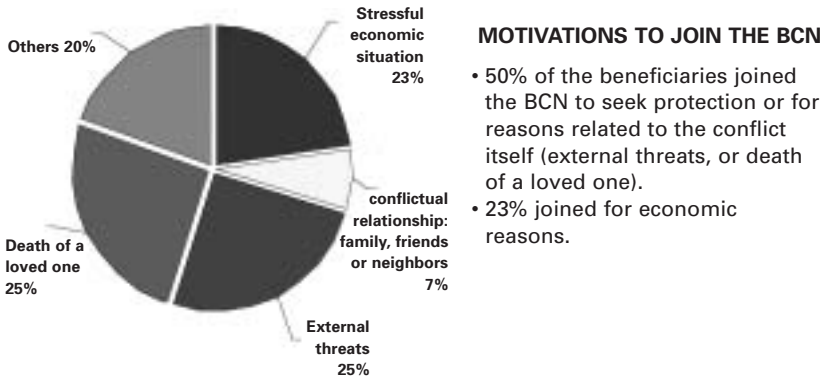 Stressful
economic
situation
23%
Others 20%
conflictual
relationship:
family, friends
or neighbors
7%
Death of a
loved one
25%
External
threats
25%
MOTIVATIONS TO JOIN THE BCN
• 50% of the beneficiaries joined
the BCN to seek protection or for
reasons related to the conflict
itself (external threats, or death
of a loved one).
• 23% joined for economic
reasons.